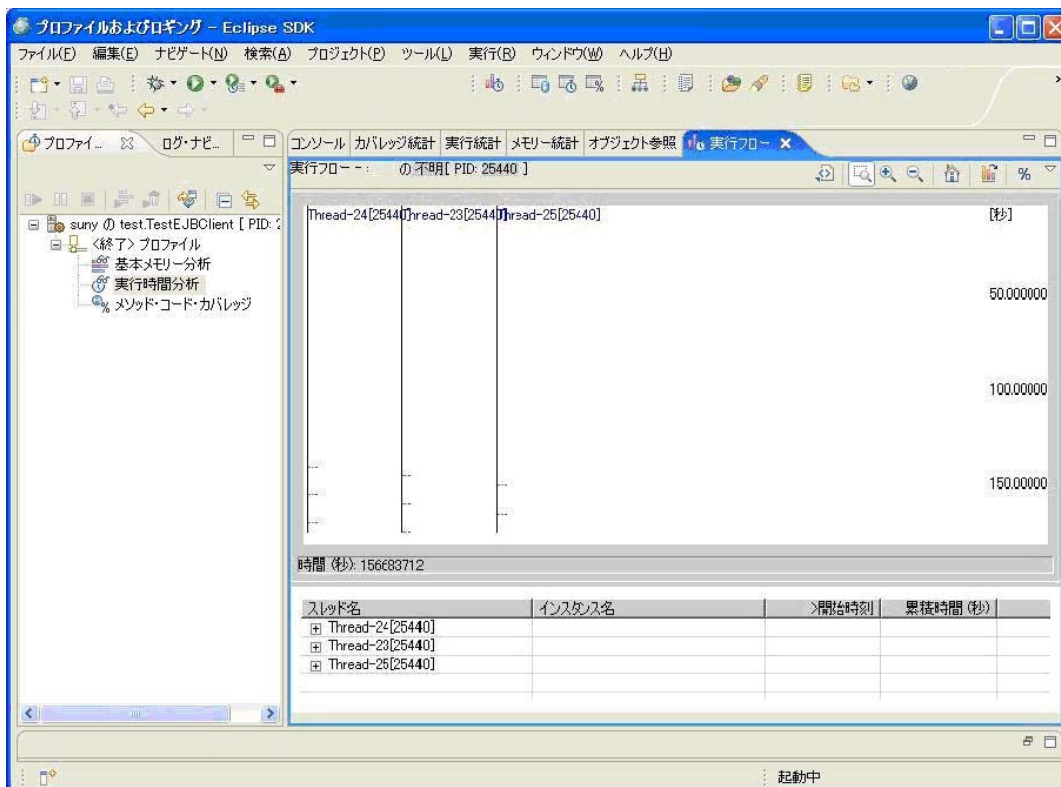 プロファイルおよびロギング - Eclipse SDK
ファイル(F) 編集(E) ナビゲート(N) 検索(A) プロジェクト(P) ツール(L) 実行(R) ウィンドウ(W) ヘルプ(H)
プロファイ... ログ・ナビ...
コンソール カバレッジ統計 実行統計 メモリー統計 オブジェクト参照 実行フロー
実行フロー - : の 不明[ PID: 25440 ]
suny の test.TestEJBClient [ PID: 2
<終了> プロファイル
基本メモリー分析
実行時間分析
メソッド・コード・カバレッジ
Thread-24[25440] Thread-23[25440] Thread-25[25440] [秒]
50.000000
100.00000
150.00000
時間 (秒): 156.683712
スレッド名 インスタンス名 >開始時刻 累積時間 (秒)
Thread-24[25440]
Thread-23[25440]
Thread-25[25440]
起動中